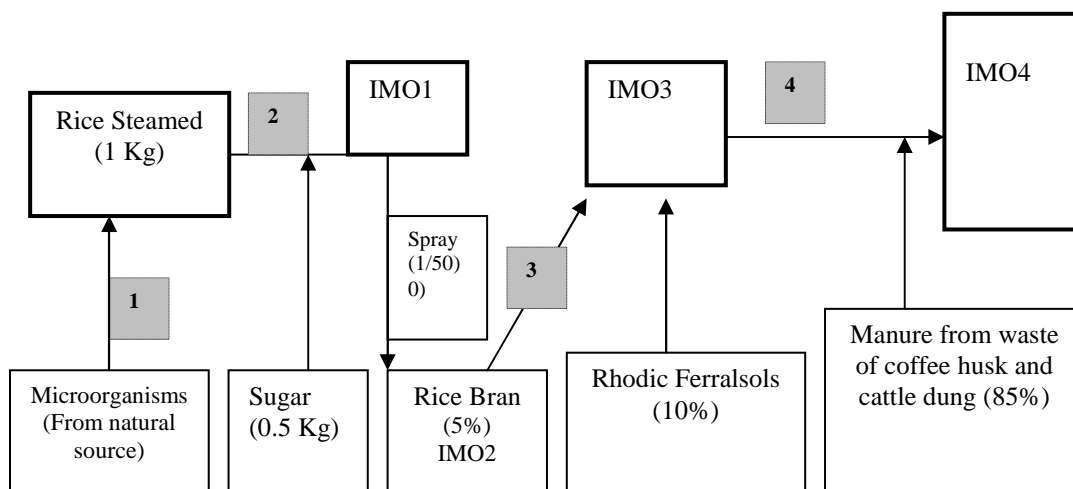 Rice Steamed
(1 Kg)
2
IMO1
IMO3
4
IMO4
1
Spray
(1/50)
0)
3
Microorganisms
(From natural
source)
Sugar
(0.5 Kg)
Rice Bran
(5%)
IMO2
Rhodic Ferralsols
(10%)
Manure from waste
of coffee husk and
cattle dung (85%)